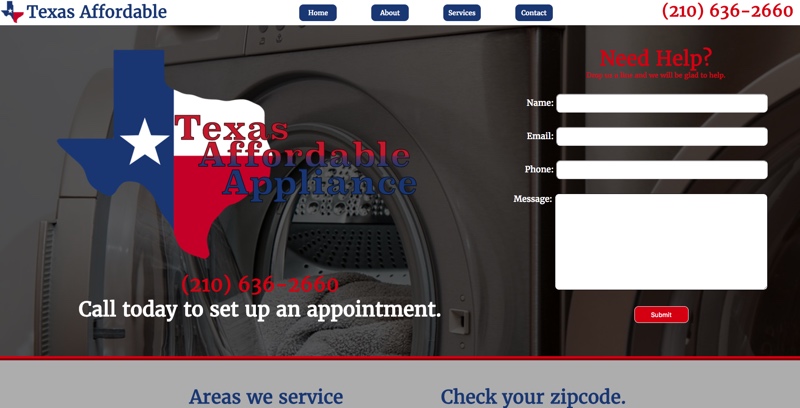 Texas Affordable
Home
About
Services
Contact
(210) 636-2660
Texas
Affordable
Appliance
(210) 636-2660
Call today to set up an appointment.
Need Help?
Drop us a line and we will be glad to help.
Name:
Email:
Phone:
Message:
Submit
Areas we service
Check your zipcode.